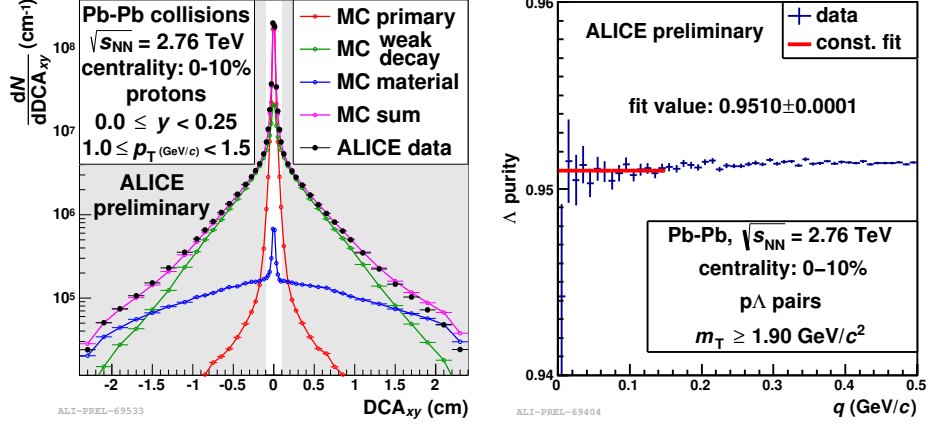 Pb-Pb collisions
√sNN = 2.76 TeV
centrality: 0-10%
protons
0.0 ≤ y < 0.25
1.0 ≤ pT (GeV/c) < 1.5
MC primary
MC weak decay
MC material
MC sum
ALICE data
ALICE
preliminary
dN
dDCAxy
(cm⁻¹)
10⁸
10⁷
10⁶
10⁵
-2 -1.5 -1 -0.5 0 0.5 1 1.5 2
DCAxy (cm)
ALI-PREL-69533
0.96
0.95
0.94
Λ purity
ALICE preliminary
data
const. fit
fit value: 0.9510±0.0001
Pb-Pb, √sNN = 2.76 TeV
centrality: 0–10%
pΛ pairs
mT ≥ 1.90 GeV/c²
0 0.1 0.2 0.3 0.4 0.5
q (GeV/c)
ALI-PREL-69404